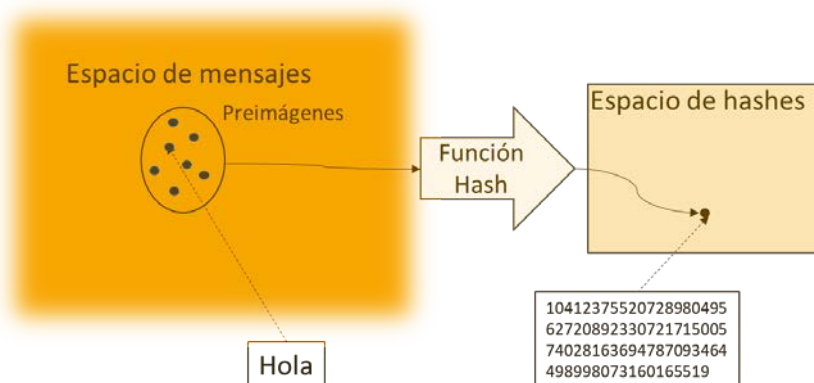 Espacio de mensajes
Preimágenes
Función
Hash
Espacio de hashes
Hola
10412375520728980495
62720892330721715005
74028163694787093464
498998073160165519